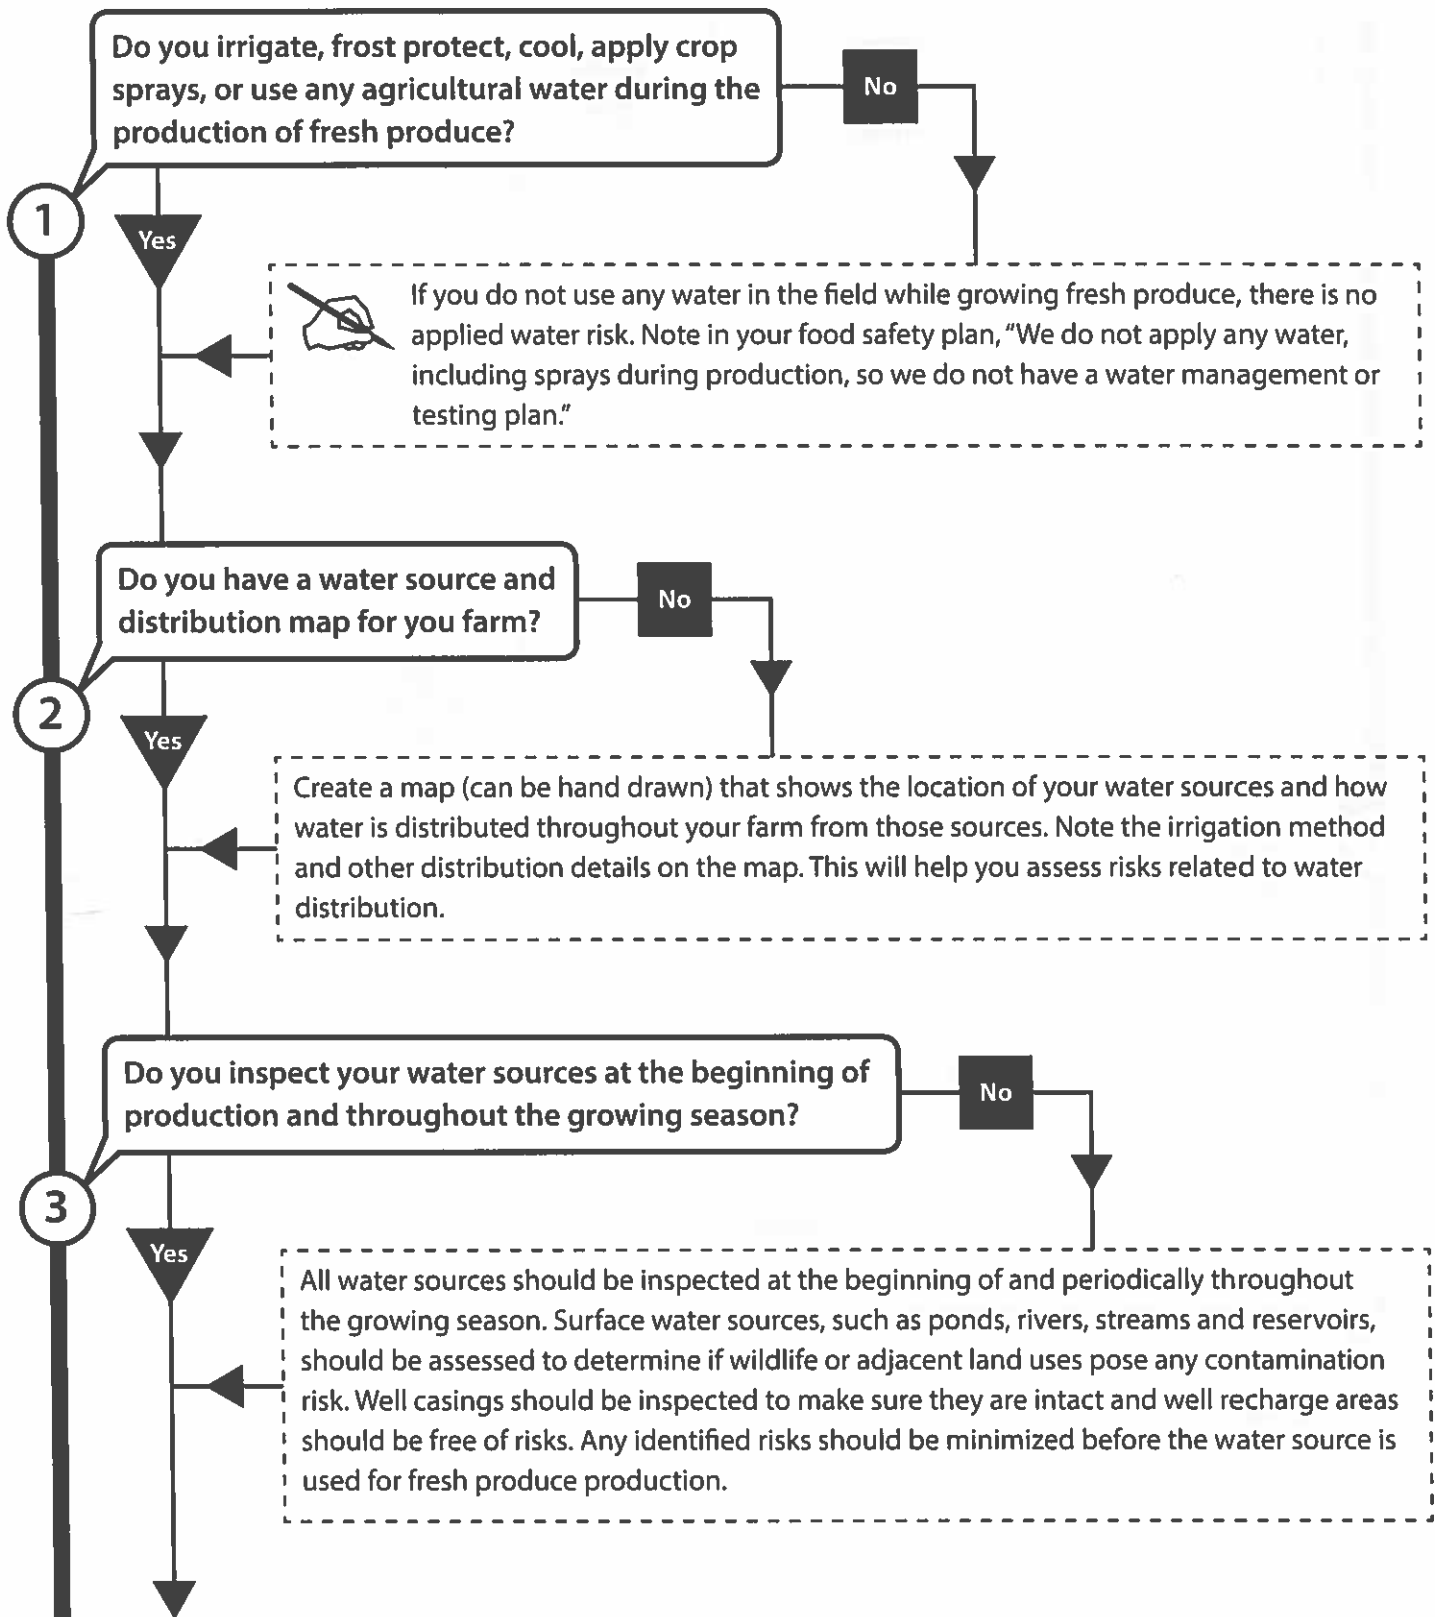 Do you irrigate, frost protect, cool, apply crop
sprays, or use any agricultural water during the
production of fresh produce?
No
1
Yes
If you do not use any water in the field while growing fresh produce, there is no
applied water risk. Note in your food safety plan, "We do not apply any water,
including sprays during production, so we do not have a water management or
testing plan."
Do you have a water source and
distribution map for you farm?
No
2
Yes
Create a map (can be hand drawn) that shows the location of your water sources and how
water is distributed throughout your farm from those sources. Note the irrigation method
and other distribution details on the map. This will help you assess risks related to water
distribution.
Do you inspect your water sources at the beginning of
production and throughout the growing season?
No
3
Yes
All water sources should be inspected at the beginning of and periodically throughout
the growing season. Surface water sources, such as ponds, rivers, streams and reservoirs,
should be assessed to determine if wildlife or adjacent land uses pose any contamination
risk. Well casings should be inspected to make sure they are intact and well recharge areas
should be free of risks. Any identified risks should be minimized before the water source is
used for fresh produce production.